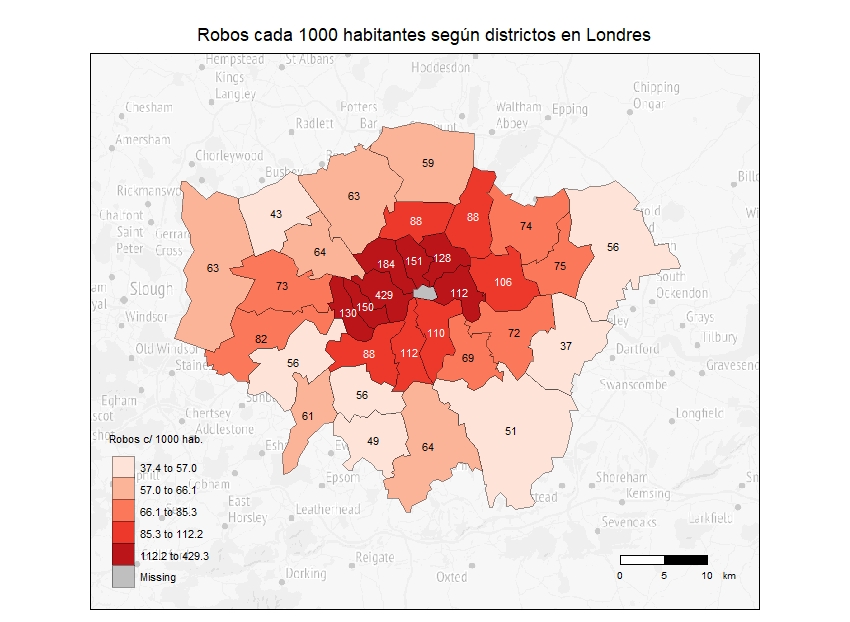 Robos cada 1000 habitantes según districtos en Londres
Hempstead
St Albans
Hoddesdon
Kings
Langley
Chipping
Ongar
Chesham
Potters
Bar
Waltham
Abbey
Epping
Radlett
Amersham
Chorleywood
Bushey
59
Rickmansw
63
43
88
88
74
56
Chalfont
Saint
Peter
Gerrar
Cross
64
184
151
128
75
63
73
106
South
Ockendon
Slough
429
112
150
130
Windsor
Grays
Tilbury
82
110
72
37
Old Windsor
Staine
56
88
112
69
Dartford
Gravesend
Swanscombe
Egham
scot
56
61
Chertsey
Addlestone
Longfield
51
49
64
Robos c/ 1000 hab.
37.4 to 57.0
57.0 to 66.1
66.1 to 85.3
85.3 to 112.2
112.2 to 429.3
Missing
Epsom
East
Horsley
Leatherhead
Shoreham
Kemsing
Sevenoaks
Larkfield
Reigate
Dorking
Oxted
0 5 10 km